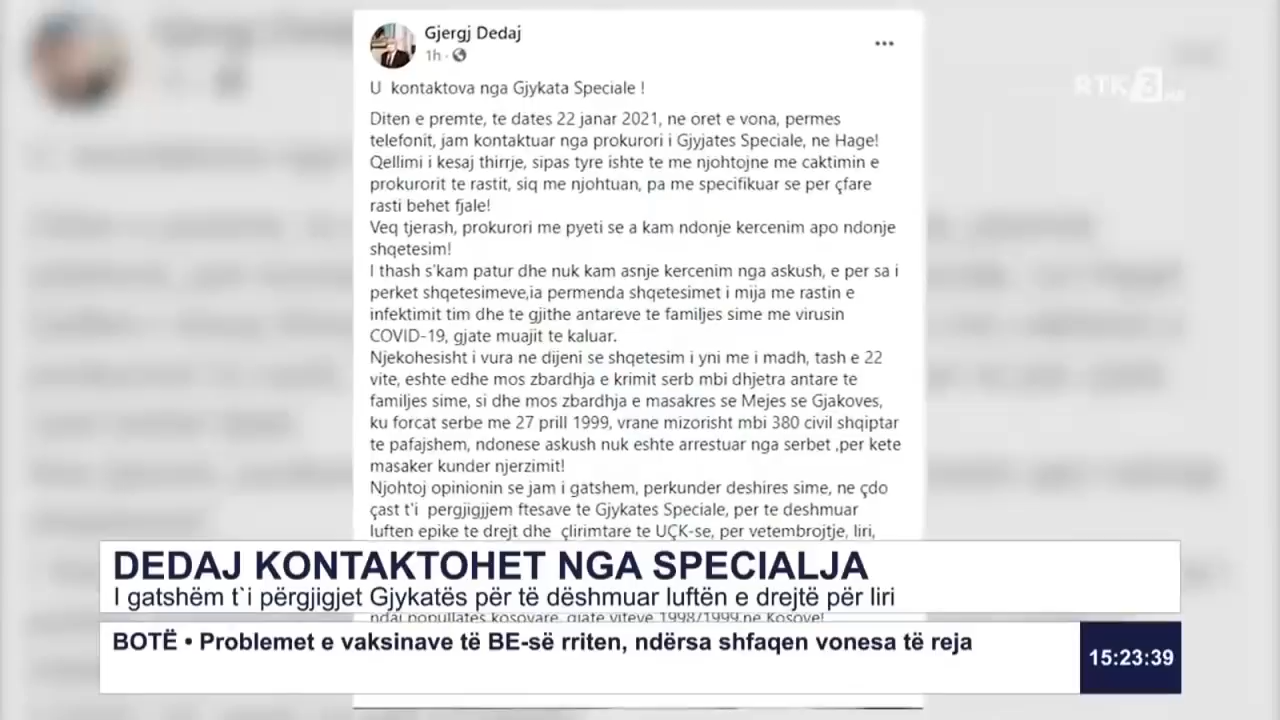 Gjergj Dedaj
1h
RTK 3
U kontaktova nga Gjykata Speciale !
Diten e premte, te dates 22 janar 2021, ne oret e vona, permes
telefonit, jam kontaktuar nga prokurori i Gjyjates Speciale, ne Hage!
Qellimi i kesaj thirrje, sipas tyre ishte te me njohtojne me caktimin e
prokurorit te rastit, siq me njohtuan, pa me specifikuar se per çfare
rasti behet fjale!
Veq tjerash, prokurori me pyeti se a kam ndonje kercenim apo ndonje
shqetesim!
I thash s'kam patur dhe nuk kam asnje kercenim nga askush, e per sa i
perket shqetesimeve,ia permenda shqetesimet i mija me rastin e
infektimit tim dhe te gjithe antareve te familjes sime me virusin
COVID-19, gjate muajit te kaluar.
Njekohesisht i vura ne dijeni se shqetesim i yni me i madh, tash e 22
vite, eshte edhe mos zbardhja e krimit serb mbi dhjetra antare te
familjes sime, si dhe mos zbardhja e masakres se Mejes se Gjakoves,
ku forcat serbe me 27 prill 1999, vrane mizorisht mbi 380 civil shqiptar
te pafajshem, ndonese askush nuk eshte arrestuar nga serbet ,per kete
masaker kunder njerzimit!
Njohtoj opinionin se jam i gatshem, perkunder deshires sime, ne çdo
çast t'i pergjigjjem ftesave te Gjykates Speciale, per te deshmuar
luften epike te drejt dhe çlirimtare te UÇK-se, per vetembrojtje, liri,
DEDAJ KONTAKTOHET NGA SPECIALJA
I gatshëm t`i përgjigjet Gjykatës për të dëshmuar luftën e drejtë për liri
ndaj popullates kosovare, gjate viteve 1998/1999 ne Kosove!
BOTË • Problemet e vaksinave të BE-së rriten, ndërsa shfaqen vonesa të reja
15:23:39